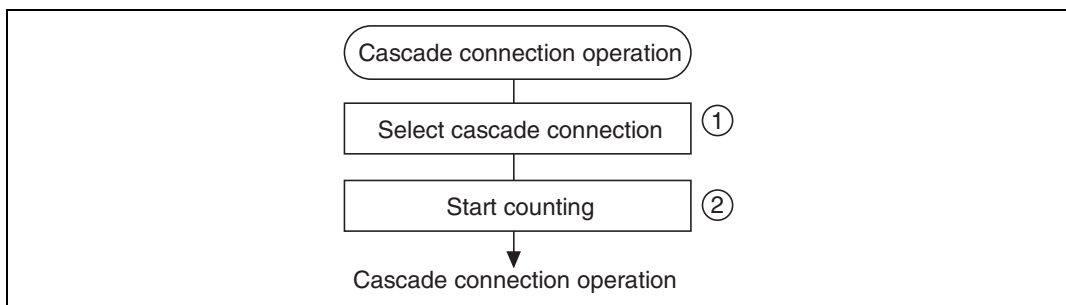 Cascade connection operation
Select cascade connection ①
Start counting ②
Cascade connection operation